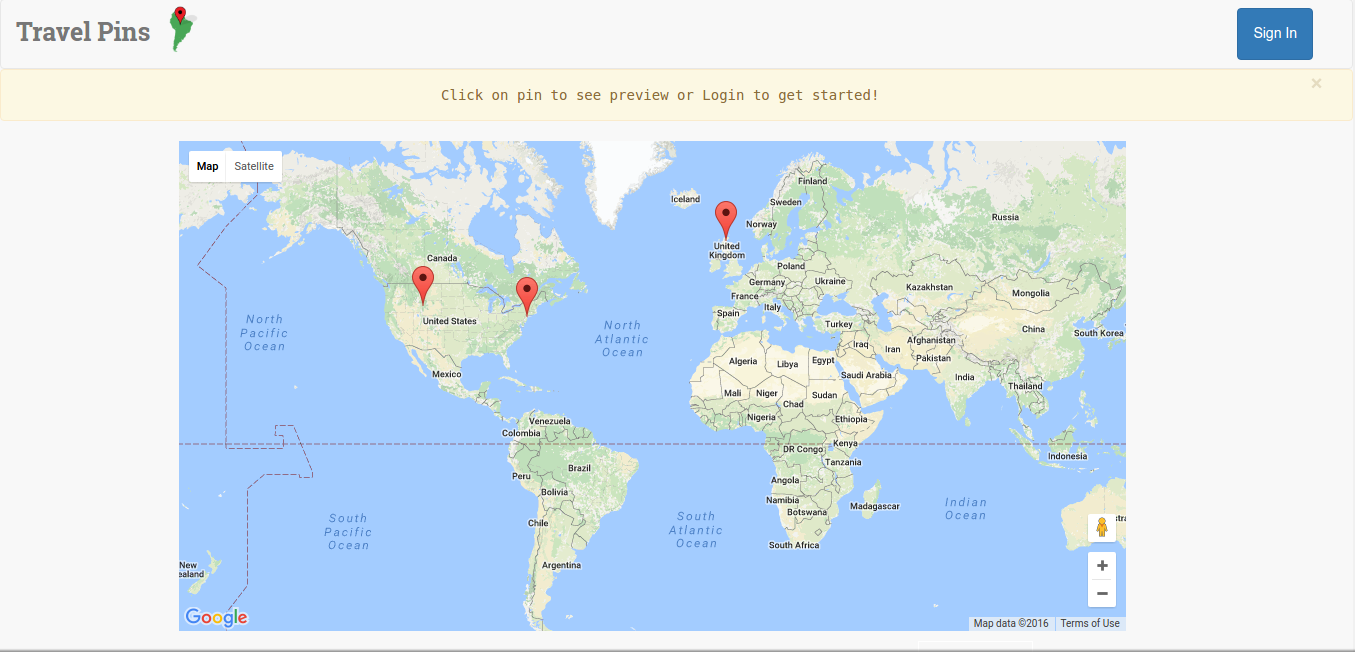 Travel Pins
Sign In
Click on pin to see preview or Login to get started!
×
Map
Satellite
Iceland
Finland
Sweden
Norway
Russia
United
Kingdom
Canada
Poland
Germany
Ukraine
Kazakhstan
Mongolia
France
Italy
Spain
United States
Turkey
China
South Korea
North
Pacific
Ocean
North
Atlantic
Ocean
Iraq
Iran
Afghanistan
Pakistan
Algeria
Libya
Egypt
Mexico
Saudi Arabia
India
Thailand
Mali
Niger
Chad
Sudan
Nigeria
Ethiopia
Venezuela
Colombia
DR Congo
Kenya
Tanzania
Indonesia
Brazil
Peru
Bolivia
Angola
Namibia
Botswana
Madagascar
Indian
Ocean
South
Pacific
Ocean
Chile
South
Atlantic
Ocean
South Africa
Argentina
New
ealand
stra
+
−
Google
Map data ©2016
Terms of Use